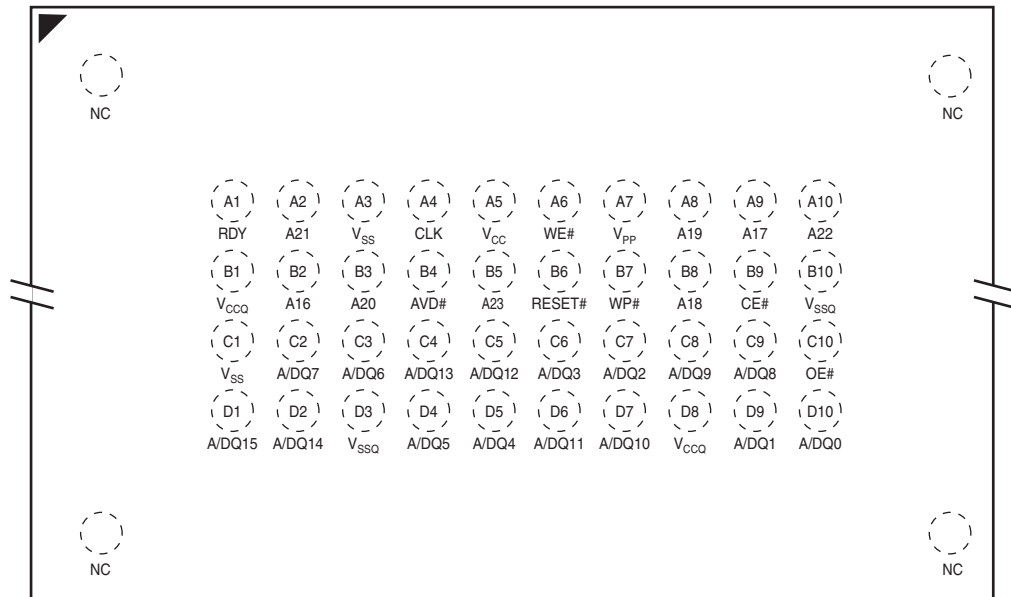 NC NC
A1 A2 A3 A4 A5 A6 A7 A8 A9 A10
RDY A21 VSS CLK VCC WE# VPP A19 A17 A22
B1 B2 B3 B4 B5 B6 B7 B8 B9 B10
VCCQ A16 A20 AVD# A23 RESET# WP# A18 CE# VSSQ
C1 C2 C3 C4 C5 C6 C7 C8 C9 C10
VSS A/DQ7 A/DQ6 A/DQ13 A/DQ12 A/DQ3 A/DQ2 A/DQ9 A/DQ8 OE#
D1 D2 D3 D4 D5 D6 D7 D8 D9 D10
A/DQ15 A/DQ14 VSSQ A/DQ5 A/DQ4 A/DQ11 A/DQ10 VCCQ A/DQ1 A/DQ0
NC NC